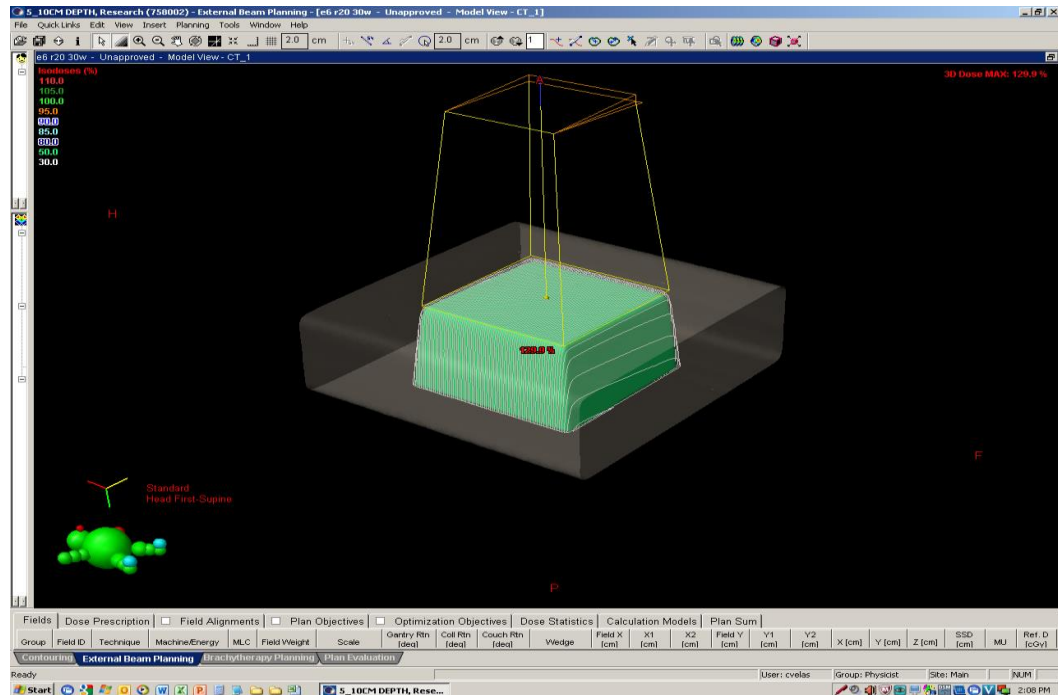 5_10CM DEPTH, Research (758002) - External Beam Planning - [e6 r20 30w - Unapproved - Model View - CT_1]
File Quick Links Edit View Insert Planning Tools Window Help
2.0 cm 2.0 cm 1
e6 r20 30w - Unapproved - Model View - CT_1
Isodoses (%)
3D Dose MAX: 129.9 %
110.0
105.0
100.0
95.0
90.0
85.0
80.0
50.0
30.0
A
H
129.9 %
F
Standard
Head First-Supine
P
Fields Dose Prescription Field Alignments Plan Objectives Optimization Objectives Dose Statistics Calculation Models Plan Sum
Group Field ID Technique Machine/Energy MLC Field Weight Scale Gantry Rtn [deg] Coll Rtn [deg] Couch Rtn [deg] Wedge Field X [cm] X1 [cm] X2 [cm] Field Y [cm] Y1 [cm] Y2 [cm] X [cm] Y [cm] Z [cm] SSD [cm] MU Ref. D [cGy]
Contouring External Beam Planning Brachytherapy Planning Plan Evaluation
Ready User: cvelas Group: Physicist Site: Main NUM
Start 5_10CM DEPTH, Rese... 2:08 PM